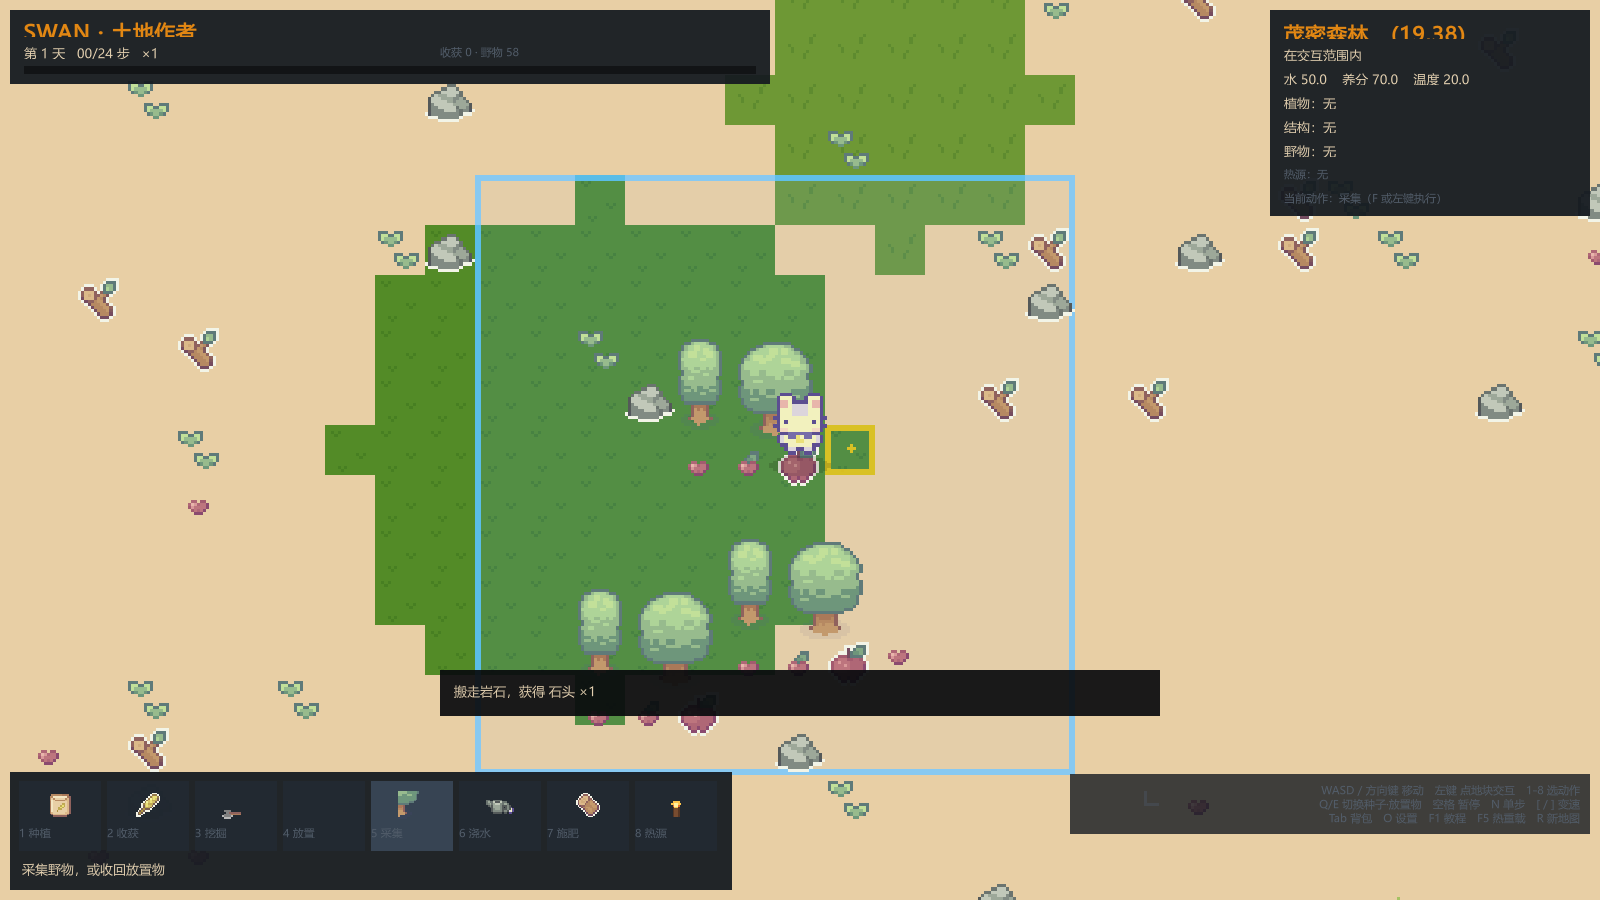 SWAN · 土地作者
第 1 天 00/24 步 ×1
收获 0 · 野物 58
茂密森林 (19,38)
在交互范围内
水 50.0 养分 70.0 温度 20.0
植物：无
结构：无
野物：无
热源：无
当前动作：采集（F 或左键执行）
搬走岩石，获得 石头 ×1
1 种植
2 收获
3 挖掘
4 放置
5 采集
6 浇水
7 施肥
8 热源
采集野物，或收回放置物
WASD / 方向键 移动 左键 点地块交互 1-8 选动作
Q/E 切换种子·放置物 空格 暂停 N 单步 [ / ] 变速
Tab 背包 O 设置 F1 教程 F5 热重载 R 新地图